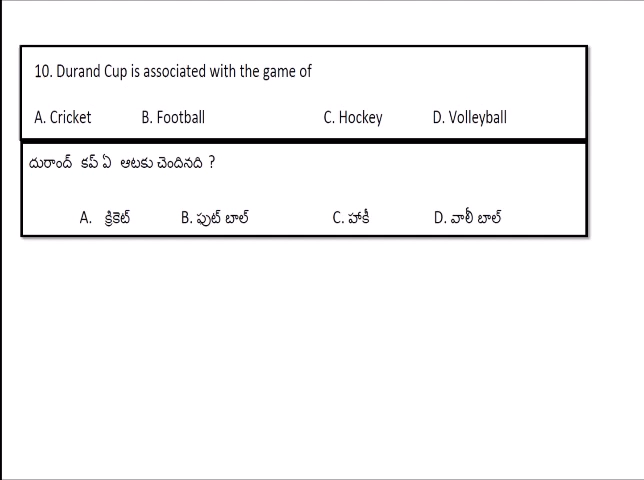 10. Durand Cup is associated with the game of
A. Cricket B. Football C. Hockey D. Volleyball
దురాంద్ కప్ ఏ ఆటకు చెందినది ?
A. క్రికెట్ B. ఫుట్ బాల్ C. హాకీ D. వాలీ బాల్